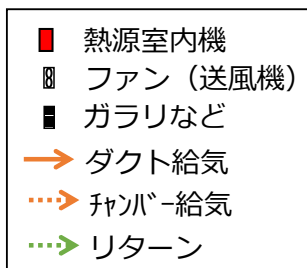 熱源室内機
ファン（送風機）
ガラリなど
ダクト給気
ﾁｬﾝﾊﾞｰ給気
リターン